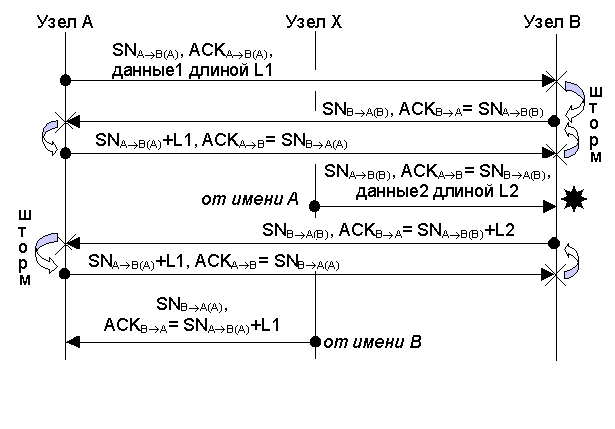 Узел A Узел X Узел B
SNA→B(A), ACKA→B(A),
данные1 длиной L1
SNB→A(B), ACKB→A= SNA→B(B)
шторм
SNA→B(A)+L1, ACKA→B= SNB→A(A)
SNA→B(B), ACKA→B= SNB→A(B),
данные2 длиной L2
от имени A
SNB→A(B), ACKB→A= SNA→B(B)+L2
шторм
SNA→B(A)+L1, ACKA→B= SNB→A(A)
SNB→A(A),
ACKB→A= SNA→B(A)+L1
от имени B